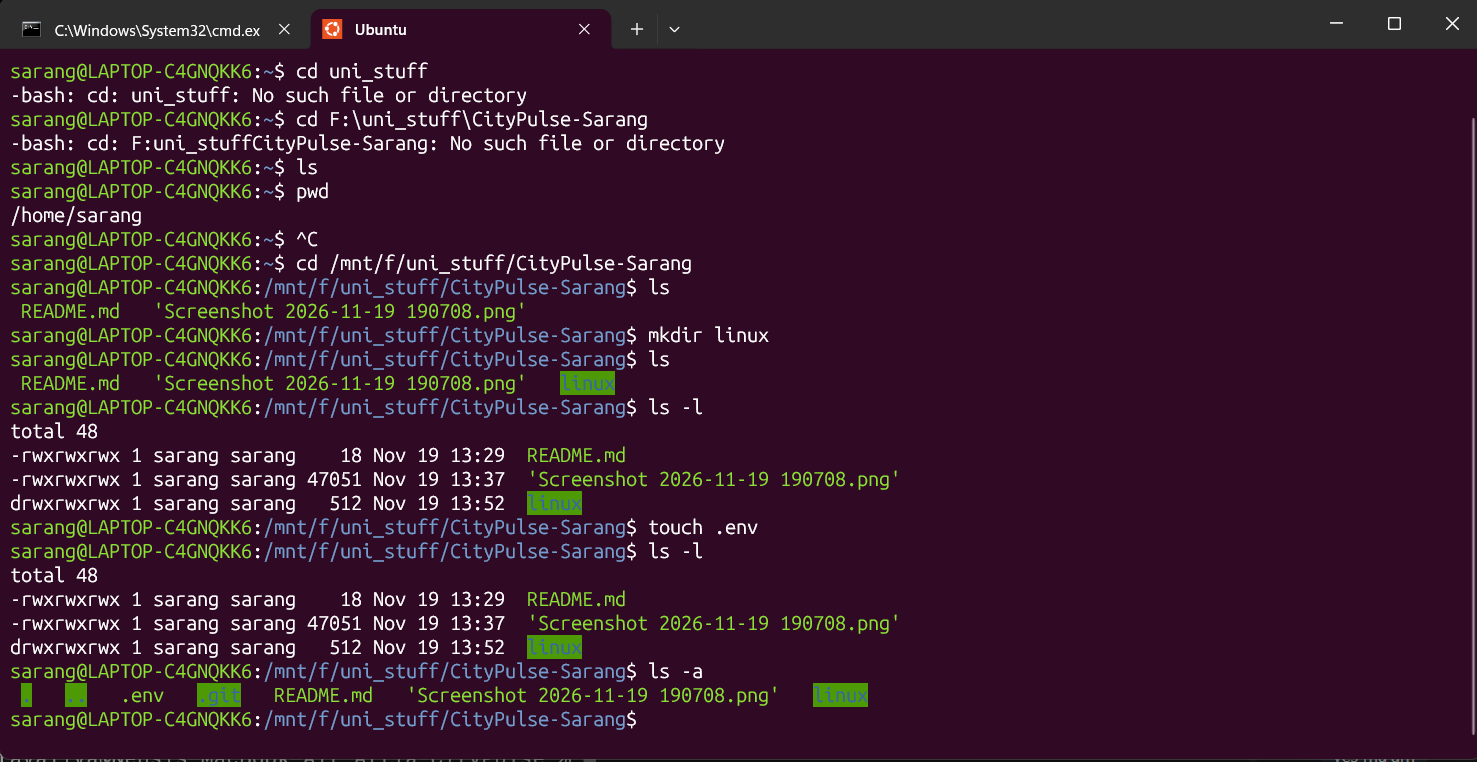 C:\Windows\System32\cmd.ex
Ubuntu
sarang@LAPTOP-C4GNQKK6:~$ cd uni_stuff
-bash: cd: uni_stuff: No such file or directory
sarang@LAPTOP-C4GNQKK6:~$ cd F:\uni_stuff\CityPulse-Sarang
-bash: cd: F:uni_stuffCityPulse-Sarang: No such file or directory
sarang@LAPTOP-C4GNQKK6:~$ ls
sarang@LAPTOP-C4GNQKK6:~$ pwd
/home/sarang
sarang@LAPTOP-C4GNQKK6:~$ ^C
sarang@LAPTOP-C4GNQKK6:~$ cd /mnt/f/uni_stuff/CityPulse-Sarang
sarang@LAPTOP-C4GNQKK6:/mnt/f/uni_stuff/CityPulse-Sarang$ ls
README.md 'Screenshot 2026-11-19 190708.png'
sarang@LAPTOP-C4GNQKK6:/mnt/f/uni_stuff/CityPulse-Sarang$ mkdir linux
sarang@LAPTOP-C4GNQKK6:/mnt/f/uni_stuff/CityPulse-Sarang$ ls
README.md 'Screenshot 2026-11-19 190708.png' linux
sarang@LAPTOP-C4GNQKK6:/mnt/f/uni_stuff/CityPulse-Sarang$ ls -l
total 48
-rwxrwxrwx 1 sarang sarang 18 Nov 19 13:29 README.md
-rwxrwxrwx 1 sarang sarang 47051 Nov 19 13:37 'Screenshot 2026-11-19 190708.png'
drwxrwxrwx 1 sarang sarang 512 Nov 19 13:52 linux
sarang@LAPTOP-C4GNQKK6:/mnt/f/uni_stuff/CityPulse-Sarang$ touch .env
sarang@LAPTOP-C4GNQKK6:/mnt/f/uni_stuff/CityPulse-Sarang$ ls -l
total 48
-rwxrwxrwx 1 sarang sarang 18 Nov 19 13:29 README.md
-rwxrwxrwx 1 sarang sarang 47051 Nov 19 13:37 'Screenshot 2026-11-19 190708.png'
drwxrwxrwx 1 sarang sarang 512 Nov 19 13:52 linux
sarang@LAPTOP-C4GNQKK6:/mnt/f/uni_stuff/CityPulse-Sarang$ ls -a
. .. .env .git README.md 'Screenshot 2026-11-19 190708.png' linux
sarang@LAPTOP-C4GNQKK6:/mnt/f/uni_stuff/CityPulse-Sarang$